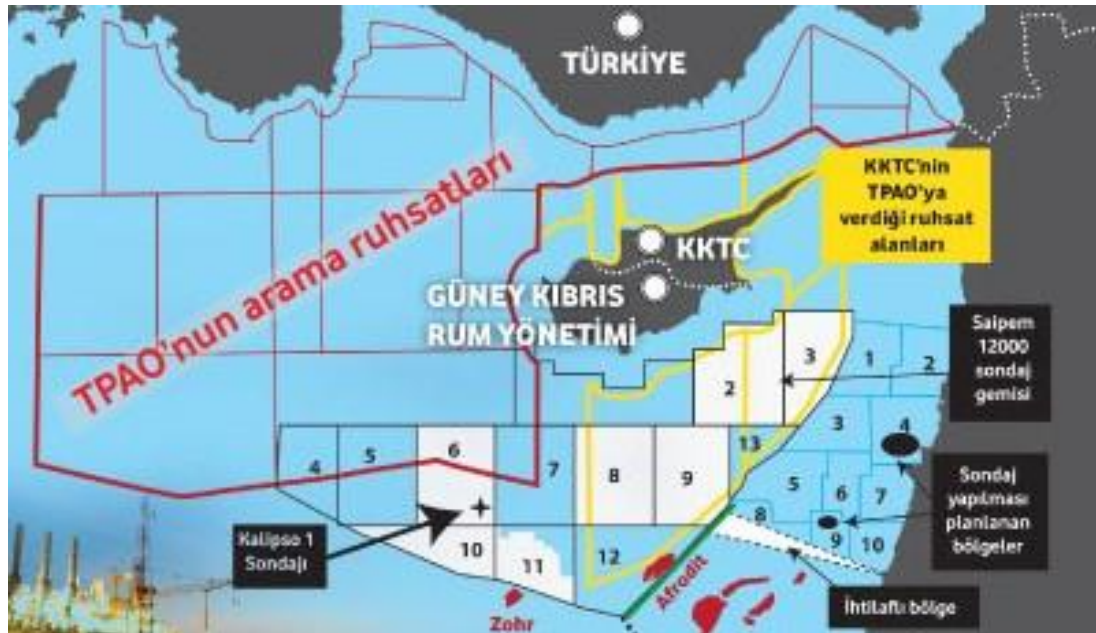 TÜRKİYE
TPAO'nun arama ruhsatları
KKTC'nin
TPAO'ya
verdiği ruhsat
alanları
KKTC
GÜNEY KIBRIS
RUM YÖNETİMİ
Saipem
12000
sondaj
gemisi
3
2
1
2
3
4
13
4
5
6
7
8
9
5
6
7
8
9
10
Sondaj
yapılması
planlanan
bölgeler
Kalipso 1
Sondajı
10
11
12
Afrodit
Zohr
İhtilaflı bölge